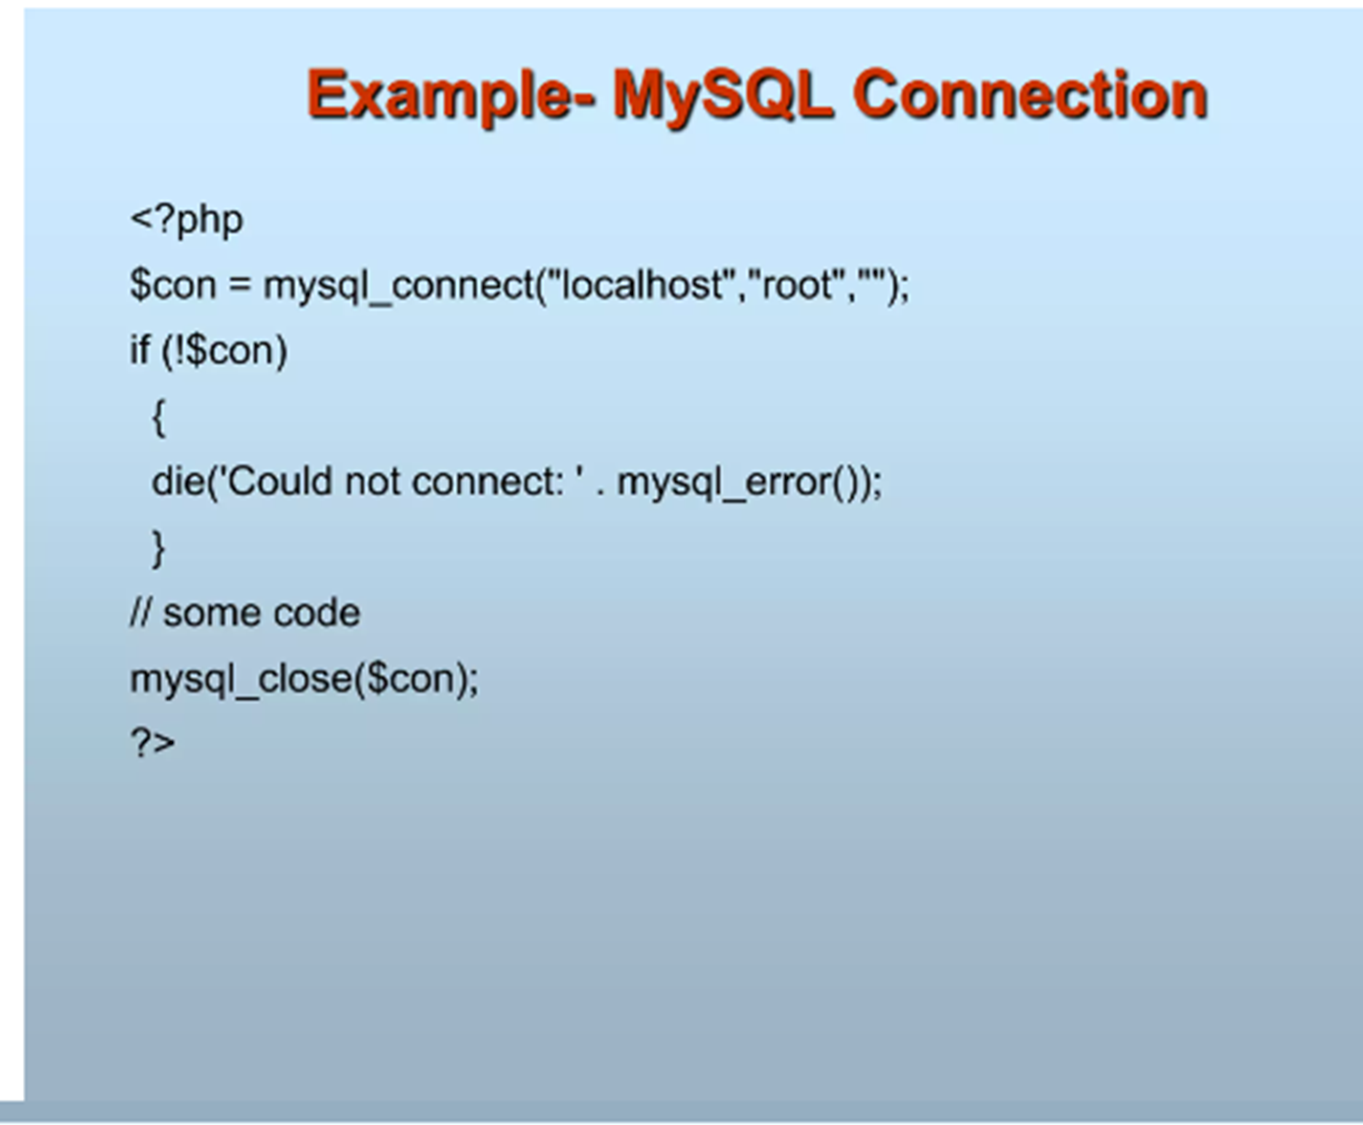 Example- MySQL Connection
<?php
$con = mysql_connect("localhost","root","");
if (!$con)
{
die('Could not connect: ' . mysql_error());
}
// some code
mysql_close($con);
?>